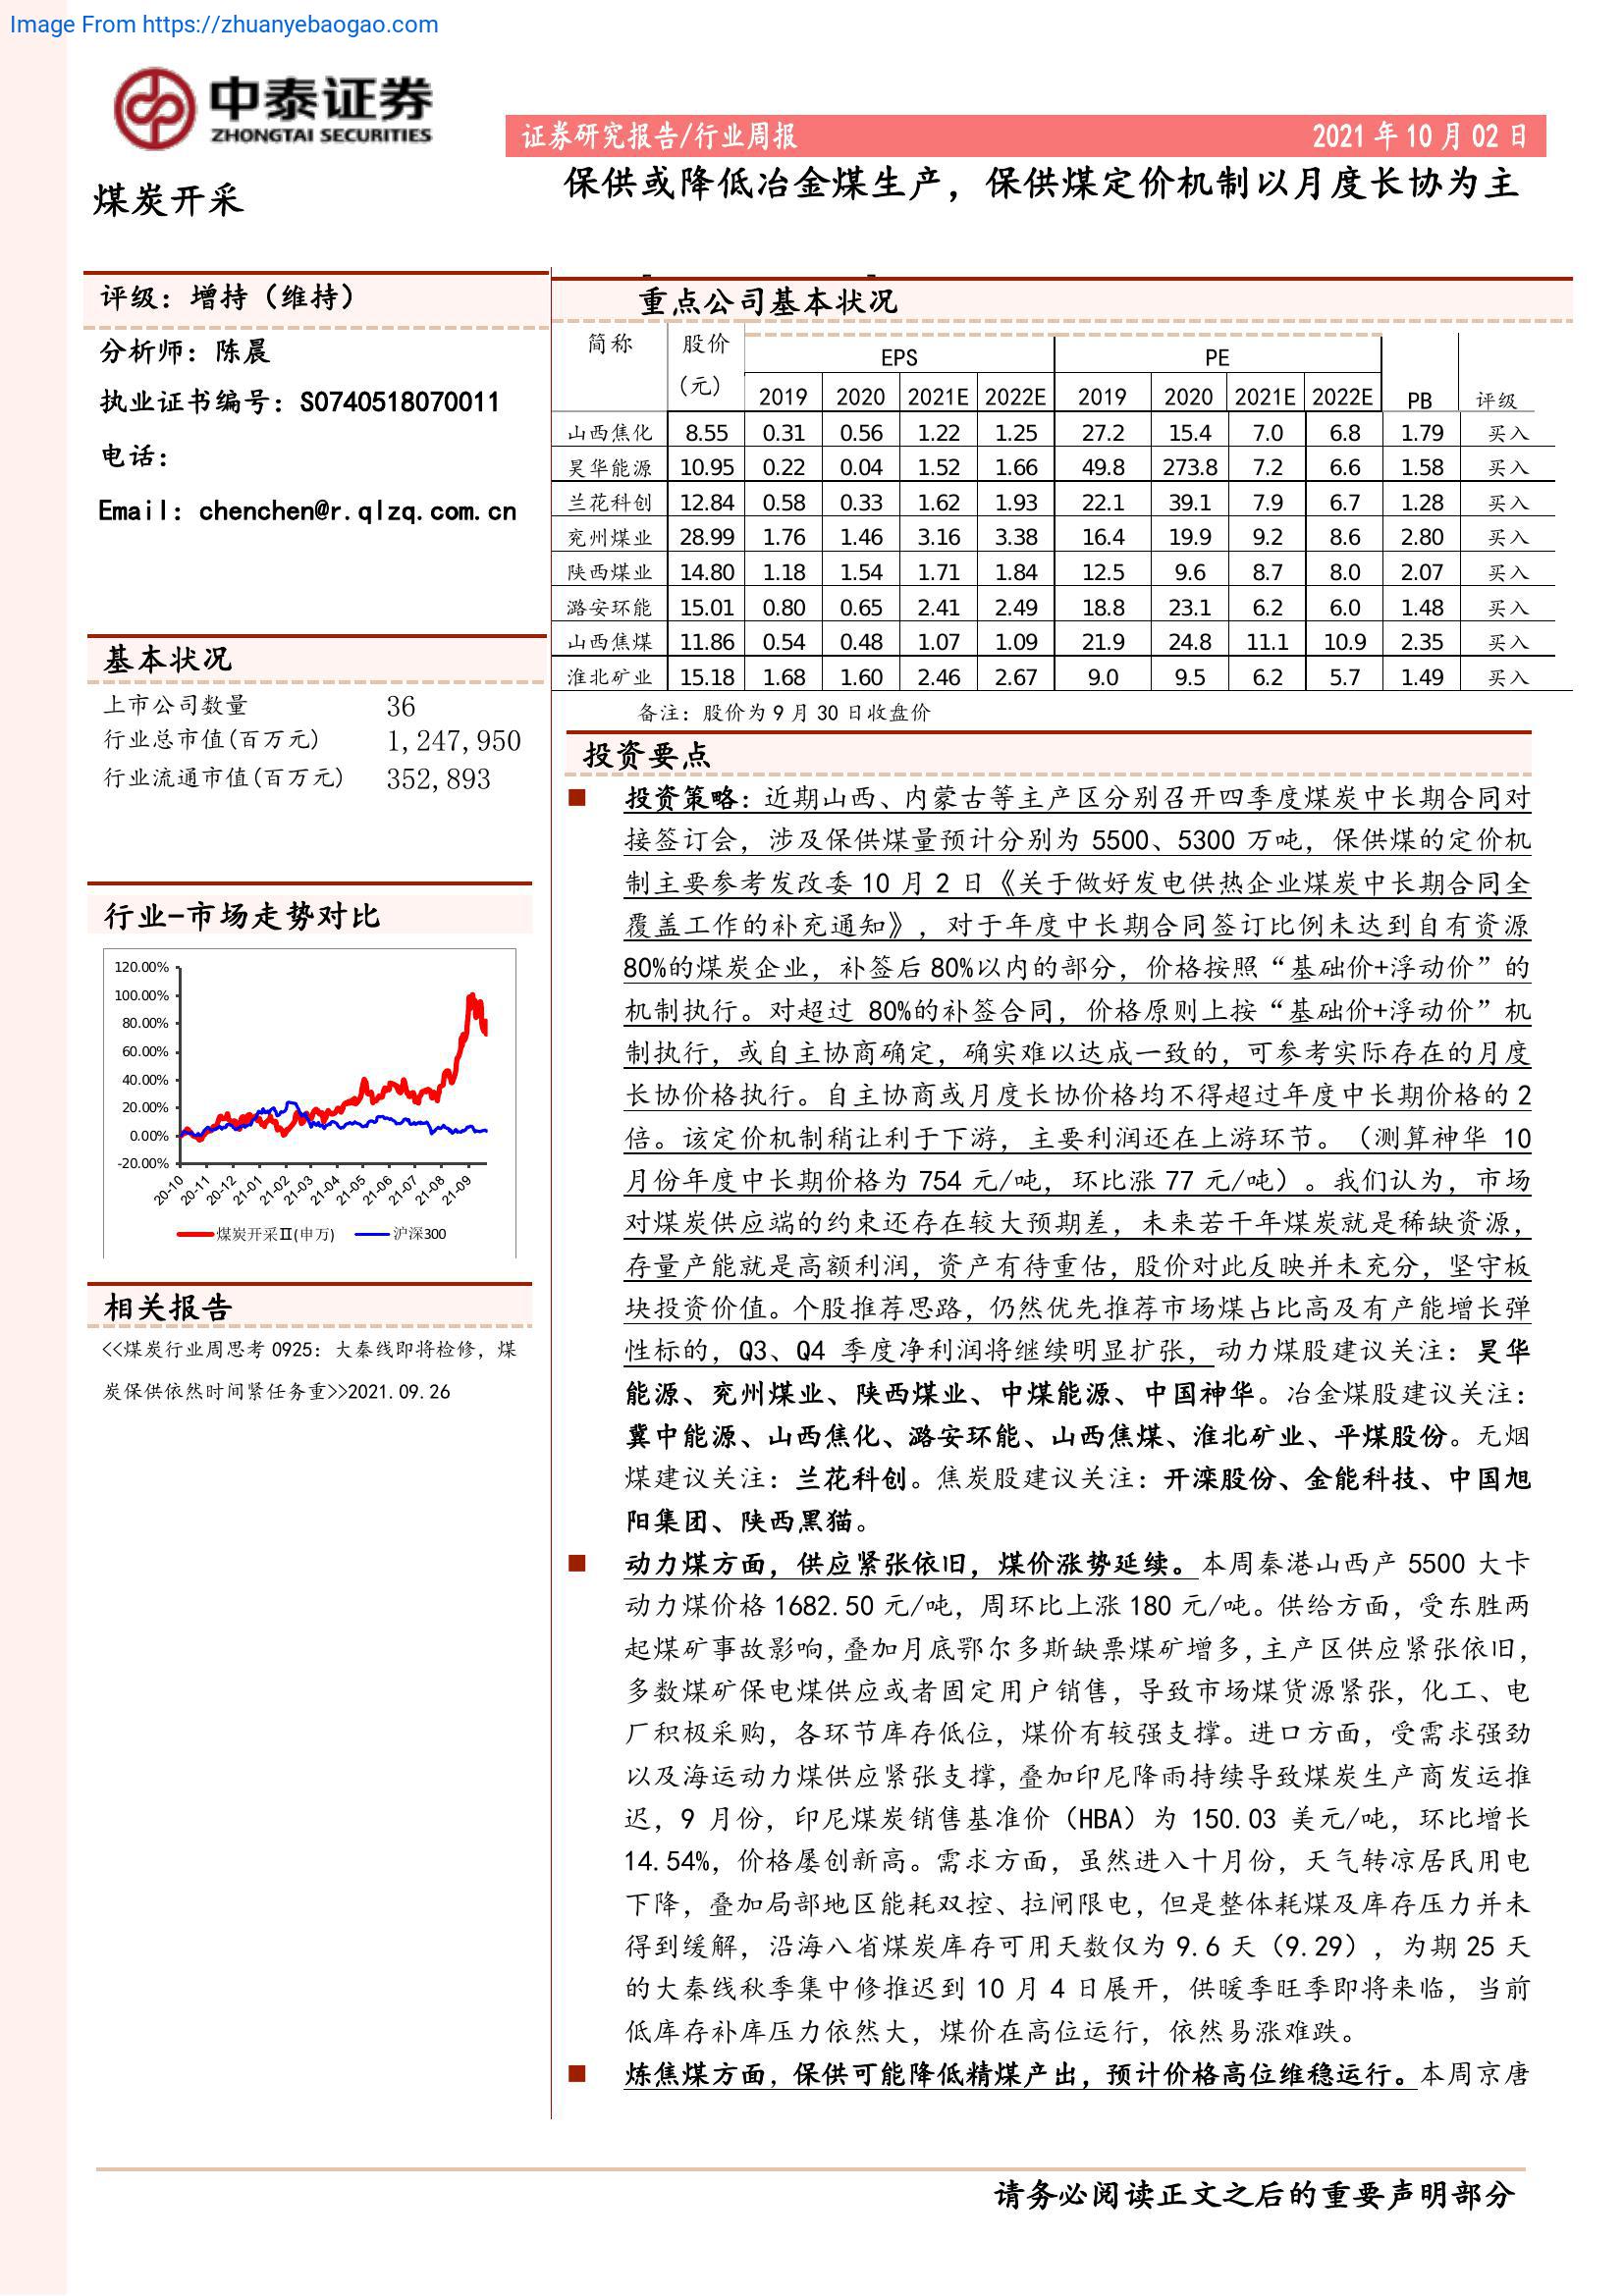 Image From https://zhuanyebaogao.com
中泰证券
ZHONGTAI SECURITIES
证券研究报告/行业周报 2021 年 10 月 02 日
煤炭开采
保供或降低冶金煤生产，保供煤定价机制以月度长协为主
评级：增持（维持）
分析师：陈晨
执业证书编号：S0740518070011
电话：
Email：chenchen@r.qlzq.com.cn
基本状况
上市公司数量 36
行业总市值(百万元) 1,247,950
行业流通市值(百万元) 352,893
行业-市场走势对比
120.00%
100.00%
80.00%
60.00%
40.00%
20.00%
0.00%
-20.00%
20-10 20-11 20-12 21-01 21-02 21-03 21-04 21-05 21-06 21-07 21-08 21-09
煤炭开采Ⅱ(申万) 沪深300
相关报告
<<煤炭行业周思考 0925：大秦线即将检修，煤
炭保供依然时间紧任务重>>2021.09.26
重点公司基本状况
简称 股价 (元) EPS PE PB 评级
2019 2020 2021E 2022E 2019 2020 2021E 2022E
山西焦化 8.55 0.31 0.56 1.22 1.25 27.2 15.4 7.0 6.8 1.79 买入
昊华能源 10.95 0.22 0.04 1.52 1.66 49.8 273.8 7.2 6.6 1.58 买入
兰花科创 12.84 0.58 0.33 1.62 1.93 22.1 39.1 7.9 6.7 1.28 买入
兖州煤业 28.99 1.76 1.46 3.16 3.38 16.4 19.9 9.2 8.6 2.80 买入
陕西煤业 14.80 1.18 1.54 1.71 1.84 12.5 9.6 8.7 8.0 2.07 买入
潞安环能 15.01 0.80 0.65 2.41 2.49 18.8 23.1 6.2 6.0 1.48 买入
山西焦煤 11.86 0.54 0.48 1.07 1.09 21.9 24.8 11.1 10.9 2.35 买入
淮北矿业 15.18 1.68 1.60 2.46 2.67 9.0 9.5 6.2 5.7 1.49 买入
备注：股价为 9 月 30 日收盘价
投资要点
■ 投资策略：近期山西、内蒙古等主产区分别召开四季度煤炭中长期合同对
接签订会，涉及保供煤量预计分别为 5500、5300 万吨，保供煤的定价机
制主要参考发改委 10 月 2 日《关于做好发电供热企业煤炭中长期合同全
覆盖工作的补充通知》，对于年度中长期合同签订比例未达到自有资源
80%的煤炭企业，补签后 80%以内的部分，价格按照“基础价+浮动价”的
机制执行。对超过 80%的补签合同，价格原则上按“基础价+浮动价”机
制执行，或自主协商确定，确实难以达成一致的，可参考实际存在的月度
长协价格执行。自主协商或月度长协价格均不得超过年度中长期价格的 2
倍。该定价机制稍让利于下游，主要利润还在上游环节。（测算神华 10
月份年度中长期价格为 754 元/吨，环比涨 77 元/吨）。我们认为，市场
对煤炭供应端的约束还存在较大预期差，未来若干年煤炭就是稀缺资源，
存量产能就是高额利润，资产有待重估，股价对此反映并未充分，坚守板
块投资价值。个股推荐思路，仍然优先推荐市场煤占比高及有产能增长弹
性标的，Q3、Q4 季度净利润将继续明显扩张，动力煤股建议关注：昊华
能源、兖州煤业、陕西煤业、中煤能源、中国神华。冶金煤股建议关注：
冀中能源、山西焦化、潞安环能、山西焦煤、淮北矿业、平煤股份。无烟
煤建议关注：兰花科创。焦炭股建议关注：开滦股份、金能科技、中国旭
阳集团、陕西黑猫。
■ 动力煤方面，供应紧张依旧，煤价涨势延续。本周秦港山西产 5500 大卡
动力煤价格 1682.50 元/吨，周环比上涨 180 元/吨。供给方面，受东胜两
起煤矿事故影响，叠加月底鄂尔多斯缺票煤矿增多，主产区供应紧张依旧，
多数煤矿保电煤供应或者固定用户销售，导致市场煤货源紧张，化工、电
厂积极采购，各环节库存低位，煤价有较强支撑。进口方面，受需求强劲
以及海运动力煤供应紧张支撑，叠加印尼降雨持续导致煤炭生产商发运推
迟，9 月份，印尼煤炭销售基准价（HBA）为 150.03 美元/吨，环比增长
14.54%，价格屡创新高。需求方面，虽然进入十月份，天气转凉居民用电
下降，叠加局部地区能耗双控、拉闸限电，但是整体耗煤及库存压力并未
得到缓解，沿海八省煤炭库存可用天数仅为 9.6 天（9.29），为期 25 天
的大秦线秋季集中修推迟到 10 月 4 日展开，供暖季旺季即将来临，当前
低库存补库压力依然大，煤价在高位运行，依然易涨难跌。
■ 炼焦煤方面，保供可能降低精煤产出，预计价格高位维稳运行。本周京唐
请务必阅读正文之后的重要声明部分